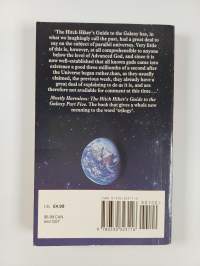 'The Hitch Hiker's Guide to the Galaxy has, in
what we laughingly call the past, had a great deal to
say on the subject of parallel universes. Very little
of this is, however, at all comprehensible to anyone
below the level of Advanced God, and since it is
now well-established that all known gods came into
existence a good three millionths of a second after
the Universe began rather than, as they usually
claimed, the previous week, they already have a
great deal of explaining to do as it is, and are
therefore not available for comment at this time . . .'
Mostly Harmless: The Hitch Hiker's Guide to the
Galaxy Part Five. The book that gives a whole new
meaning to the word 'trilogy'.
U.K. £4.99
$6.99 CAN